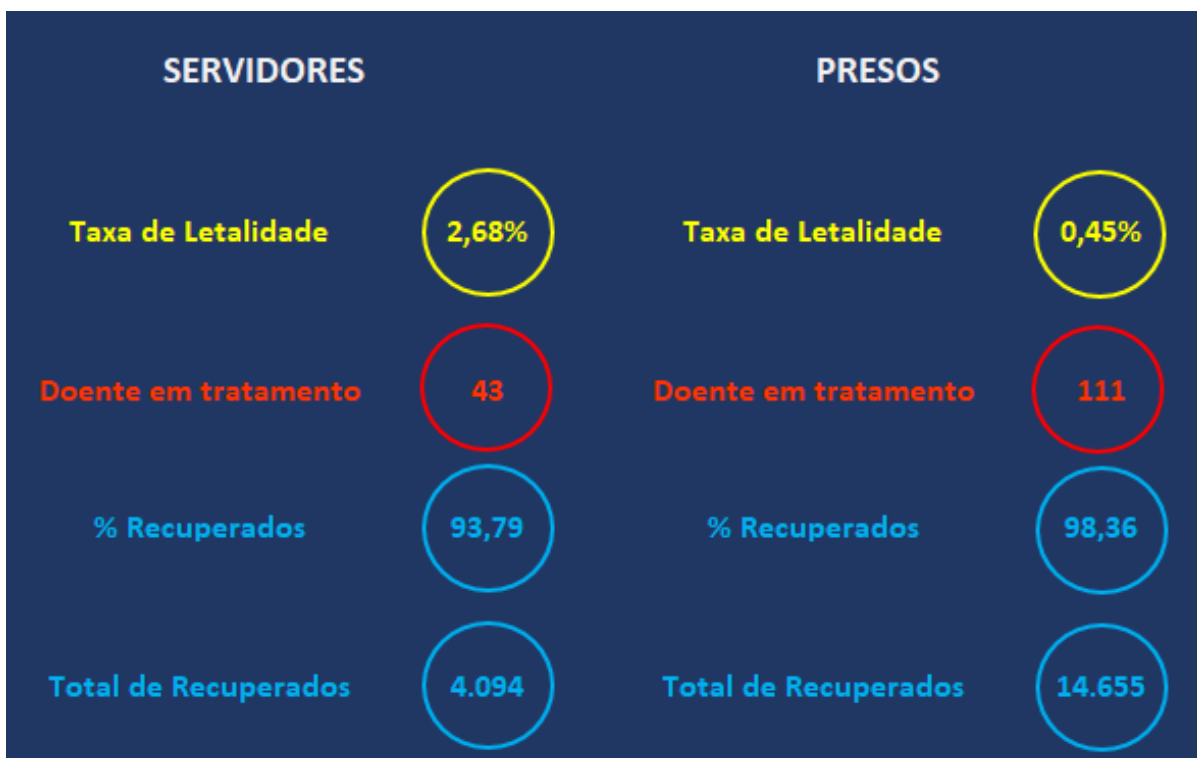 SERVIDORES
PRESOS
Taxa de Letalidade
2,68%
Taxa de Letalidade
0,45%
Doente em tratamento
43
Doente em tratamento
111
% Recuperados
93,79
% Recuperados
98,36
Total de Recuperados
4.094
Total de Recuperados
14.655